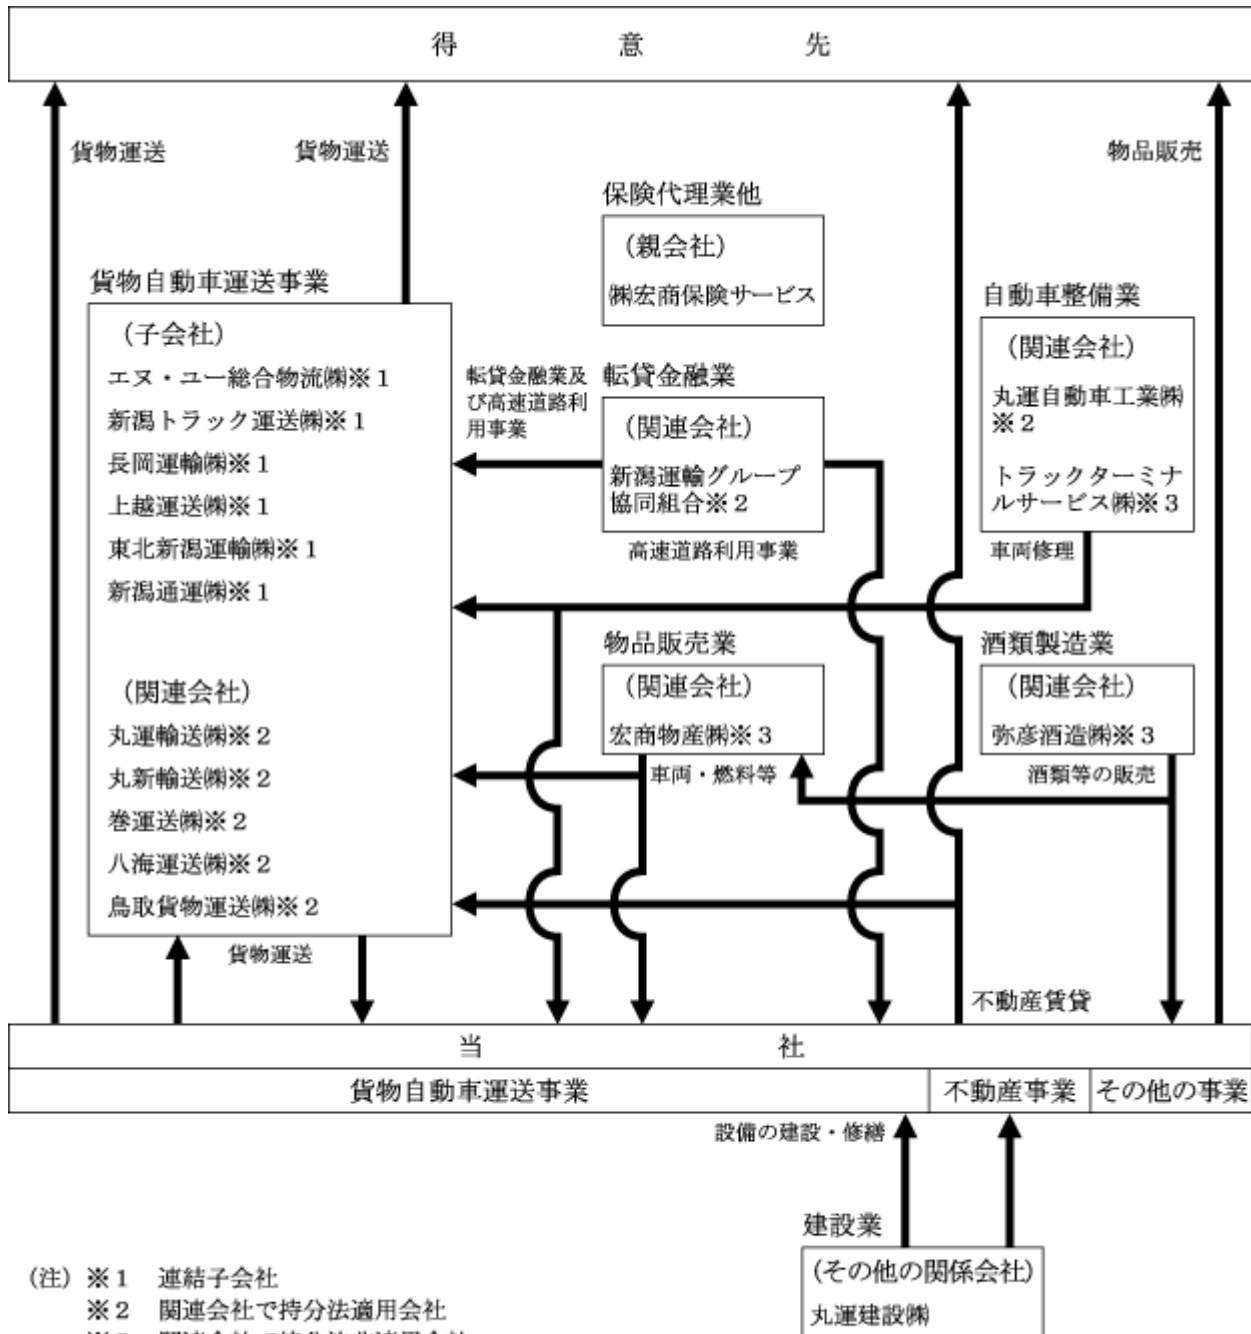 得意先
貨物運送
貨物運送
物品販売
保険代理業他
(親会社)
㈱宏商保険サービス
貨物自動車運送事業
(子会社)
エヌ・ユー総合物流㈱※1
新潟トラック運送㈱※1
長岡運輸㈱※1
上越運送㈱※1
東北新潟運輸㈱※1
新潟通運㈱※1
(関連会社)
丸運輸送㈱※2
丸新輸送㈱※2
巻運送㈱※2
八海運送㈱※2
鳥取貨物運送㈱※2
貨物運送
転貸金融業及
び高速道路利
用事業
転貸金融業
(関連会社)
新潟運輸グループ
協同組合※2
高速道路利用事業
自動車整備業
(関連会社)
丸運自動車工業㈱
※2
トラックターミナ
ルサービス㈱※3
車両修理
物品販売業
(関連会社)
宏商物産㈱※3
車両・燃料等
酒類製造業
(関連会社)
弥彦酒造㈱※3
酒類等の販売
不動産賃貸
当社
貨物自動車運送事業
不動産事業
その他の事業
設備の建設・修繕
建設業
(その他の関係会社)
丸運建設㈱
(注)※1 連結子会社
※2 関連会社で持分法適用会社